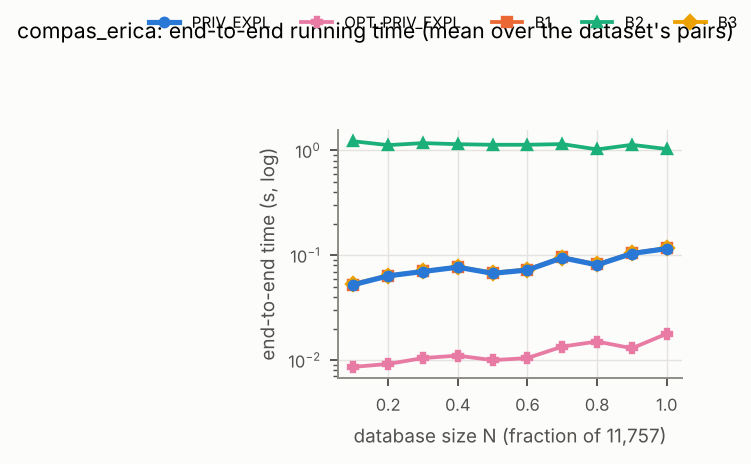 PRIV_EXPL OPT_PRIV_EXPL B1 B2 B3
compas_erica: end-to-end running time (mean over the dataset's pairs)
end-to-end time (s, log)
10⁰
10⁻¹
10⁻²
0.2 0.4 0.6 0.8 1.0
database size N (fraction of 11,757)